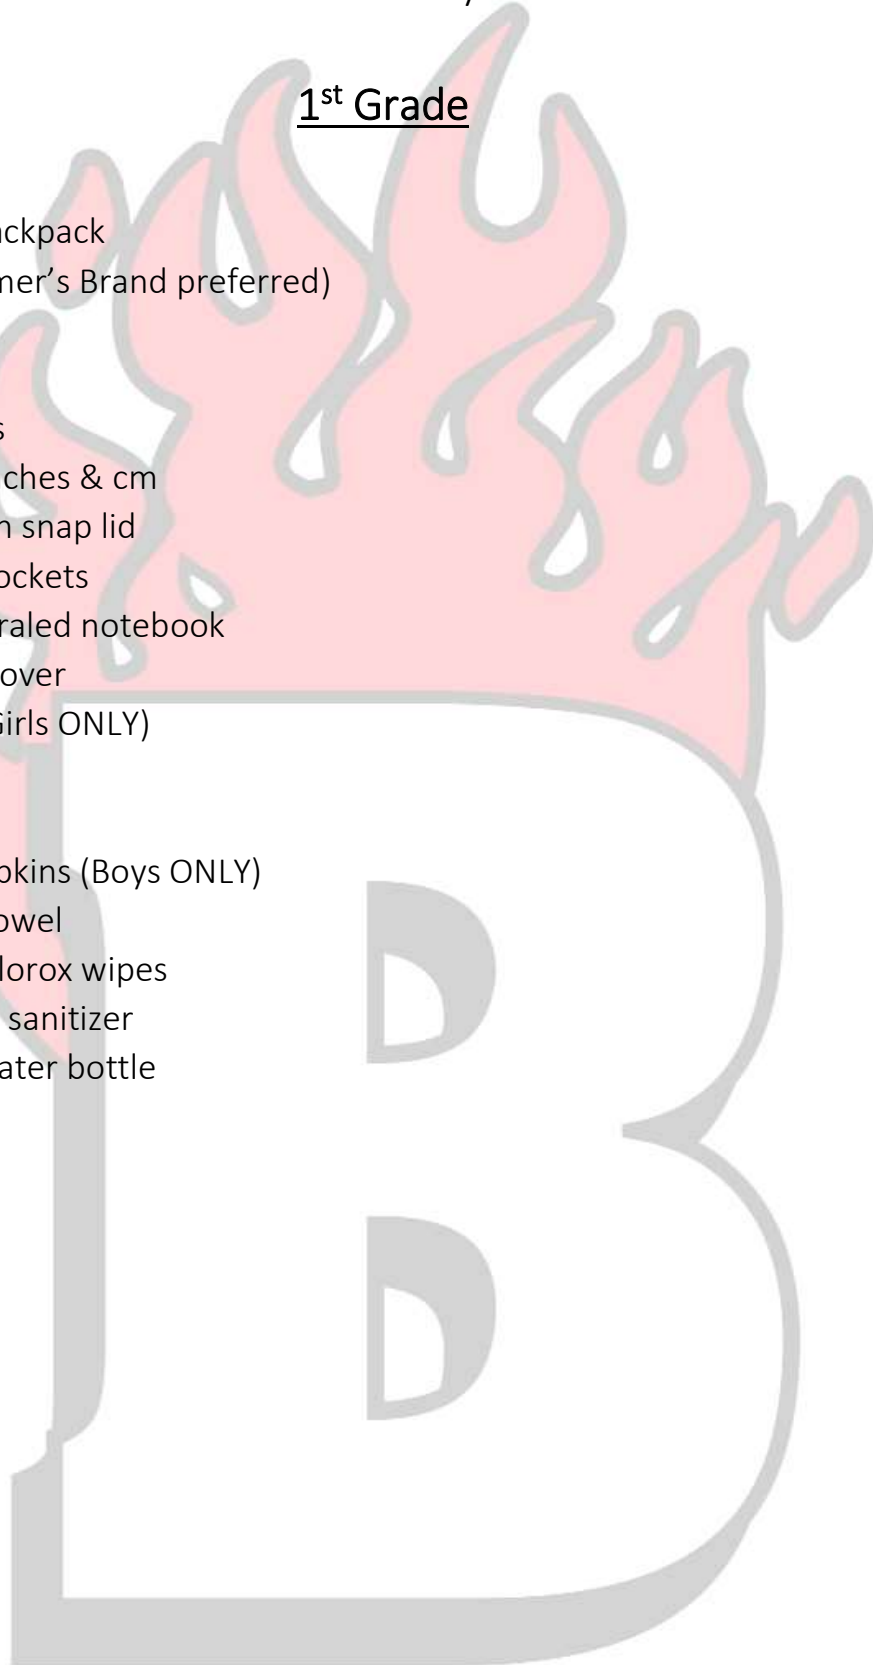 1st Grade
ackpack
mer's Brand preferred)
s
ches & cm
n snap lid
ockets
raled notebook
over
Girls ONLY)
pkins (Boys ONLY)
owel
lorox wipes
sanitizer
ater bottle
B